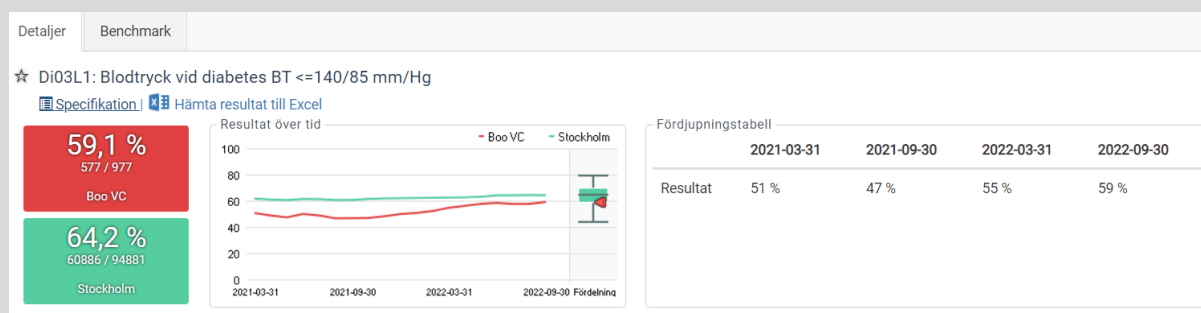 Detaljer
Benchmark
Di03L1: Blodtryck vid diabetes BT <=140/85 mm/Hg
Specifikation | Hämta resultat till Excel
59,1 %
577 / 977
Boo VC
64,2 %
60886 / 94881
Stockholm
Resultat över tid
Boo VC Stockholm
100
80
60
40
20
0
2021-03-31 2021-09-30 2022-03-31 2022-09-30 Fördelning
Fördjupningstabell
2021-03-31 2021-09-30 2022-03-31 2022-09-30
Resultat 51 % 47 % 55 % 59 %